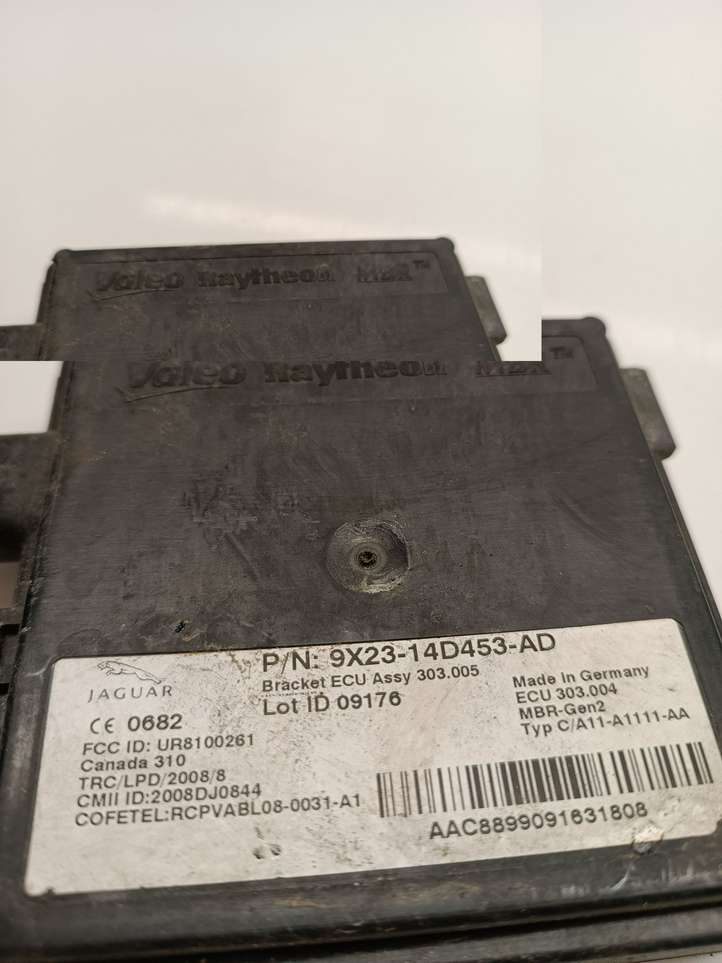 Valeo Raytheon MBR™
Valeo Raytheon MBR™
JAGUAR
P/N: 9X23-14D453-AD
Bracket ECU Assy 303.005
Lot ID 09176
Made In Germany
ECU 303.004
MBR-Gen2
Typ C/A11-A1111-AA
CE 0682
FCC ID: UR8100261
Canada 310
TRC/LPD/2008/8
CMII ID:2008DJ0844
COFETEL:RCPVABL08-0031-A1
AAC8899091631808